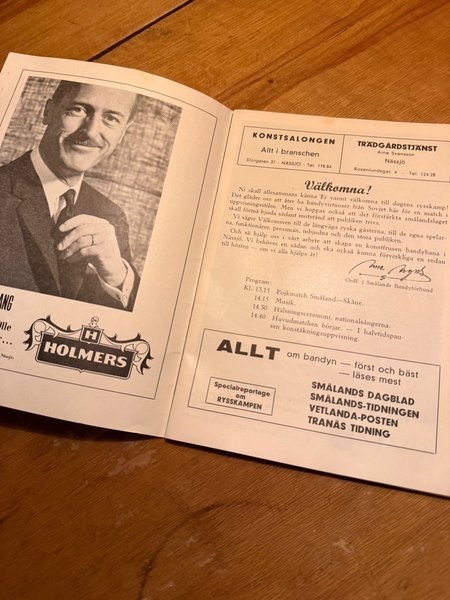 ANG
H
HOLMERS
KONSTSALONGEN
Allt i branschen
Storgatan 37 - NÄSSJÖ - Tel. 118 84
TRÄDGÅRDSTJÄNST
Arne Svensson
Nässjö
Rosenlundsgat. 4 - Tel. 124 28
Välkomna!
Ni skall allesammans känna Er varmt välkomna till dagens rysskamp!
Det gläder oss att åter ha bandyvirtuoser från Sovjet här för en match i
uppvisningsstilen. Men vi hoppas också att det förstärkta smålandslaget
skall förmå bjuda sådant motstånd att publiken trivs.
Vi säger Välkommen till de långväga ryska gästerna, till de egna spelar-
na, funktionärer, pressmän, inbjudna och den stora publiken.
Och så hjälp oss i vårt arbete att skapa en konstfrusen bandybana i
Nässjö. Vi behöver en sådan och ska också kunna förverkliga en redan
till hösten — om vi alla hjälps åt!
Ordf. i Smålands Bandyförbund
Program:
Kl. 13.15 Pojkmatch Småland—Skåne.
14.15 Musik.
14.30 Hälsningsceremoni, nationalsångerna.
14.40 Huvudmatchen börjar. — I halvtidspau-
sen konståkningsuppvisning.
ALLT om bandyn — först och bäst
— läses mest
Specialreportage
om
RYSSKAMPEN
SMÅLANDS DAGBLAD
SMÅLANDS-TIDNINGEN
VETLANDA-POSTEN
TRANÅS TIDNING